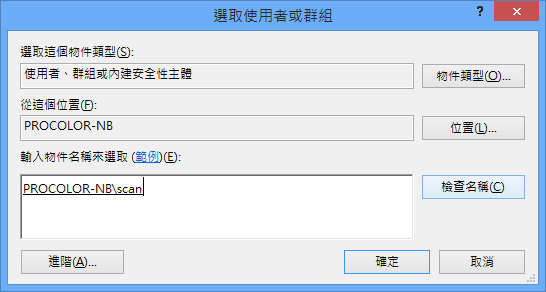 選取使用者或群組
?
選取這個物件類型(S):
使用者、群組或內建安全性主體
物件類型(O)...
從這個位置(F):
PROCOLOR-NB
位置(L)...
輸入物件名稱來選取 (範例)(E):
PROCOLOR-NB\scan
檢查名稱(C)
進階(A)...
確定
取消